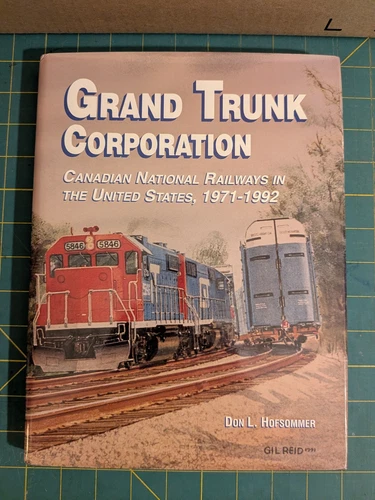 GRAND TRUNK
CORPORATION
CANADIAN NATIONAL RAILWAYS IN
THE UNITED STATES, 1971-1992
5846 5846
DON L. HOFSOMMER
GIL REID